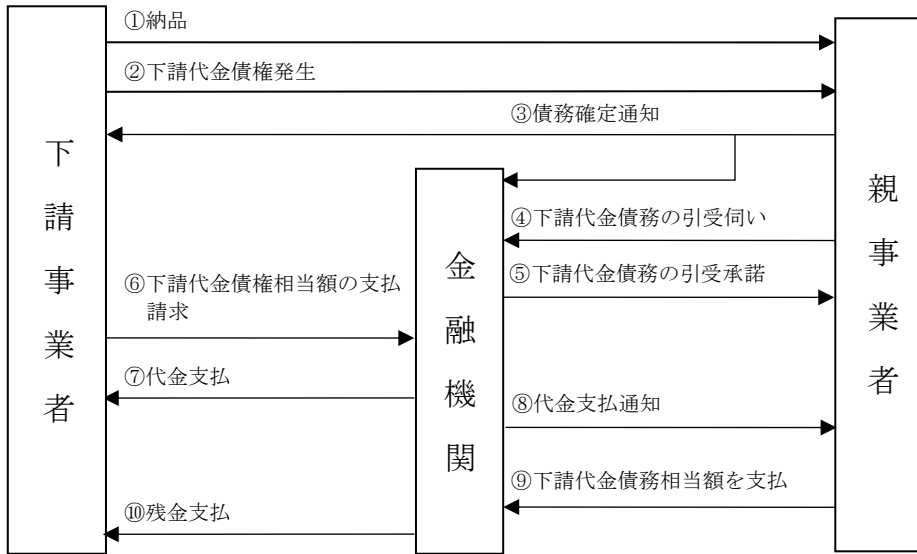 ①納品
②下請代金債権発生
③債務確定通知
下請事業者
親事業者
金融機関
④下請代金債務の引受伺い
⑤下請代金債務の引受承諾
⑥下請代金債権相当額の支払
請求
⑦代金支払
⑧代金支払通知
⑨下請代金債務相当額を支払
⑩残金支払